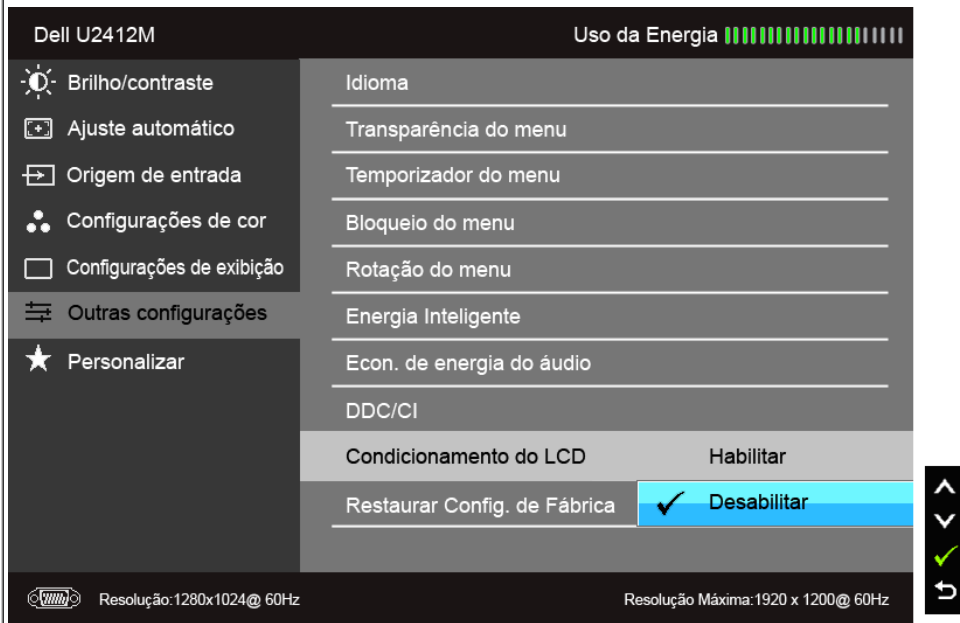 Dell U2412M
Uso da Energia
Brilho/contraste
Ajuste automático
Origem de entrada
Configurações de cor
Configurações de exibição
Outras configurações
Personalizar
Idioma
Transparência do menu
Temporizador do menu
Bloqueio do menu
Rotação do menu
Energia Inteligente
Econ. de energia do áudio
DDC/CI
Condicionamento do LCD
Habilitar
Restaurar Config. de Fábrica
Desabilitar
Resolução:1280x1024@ 60Hz
Resolução Máxima:1920 x 1200@ 60Hz